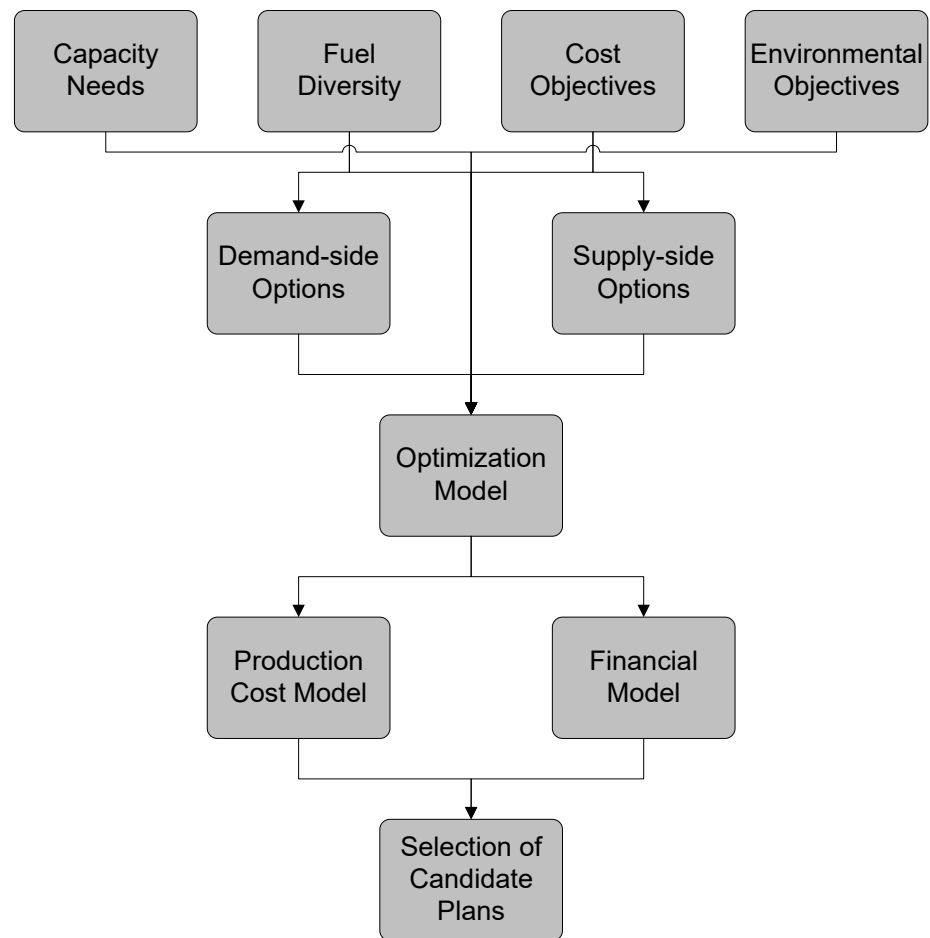 Capacity
Needs
Fuel
Diversity
Cost
Objectives
Environmental
Objectives
Demand-side
Options
Supply-side
Options
Optimization
Model
Production
Cost Model
Financial
Model
Selection of
Candidate
Plans